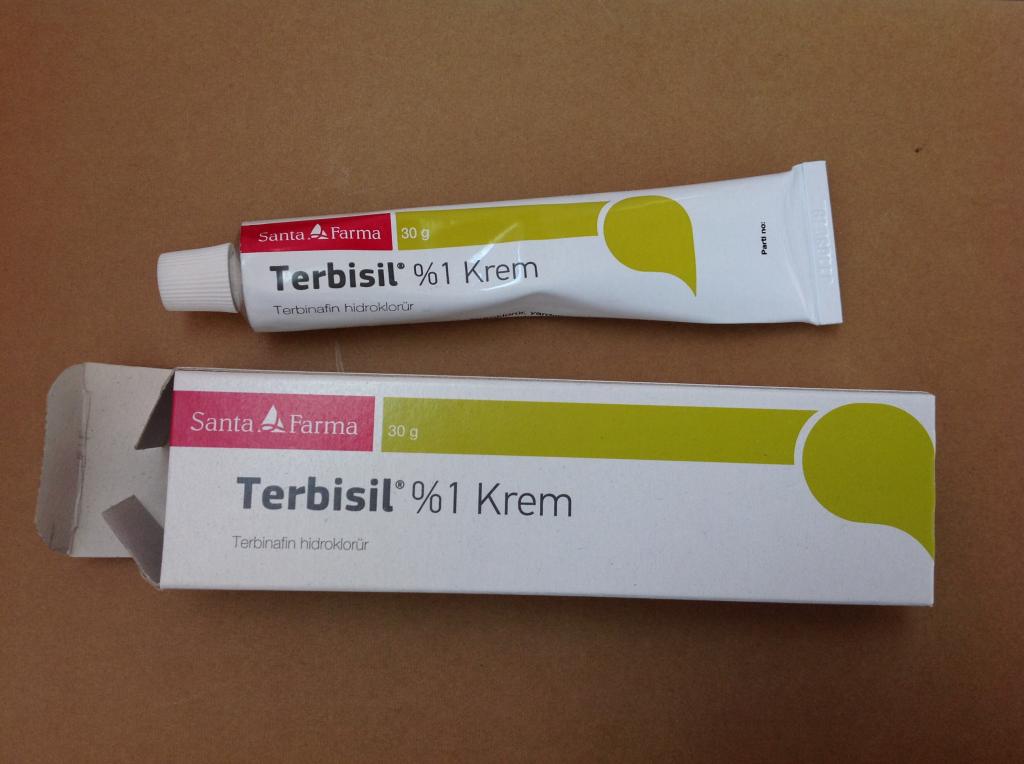 Santa Farma
30 g
Terbisil® %1 Krem
Terbinafin hidroklorür
Parti no:
Santa Farma
30 g
Terbisil® %1 Krem
Terbinafin hidroklorür